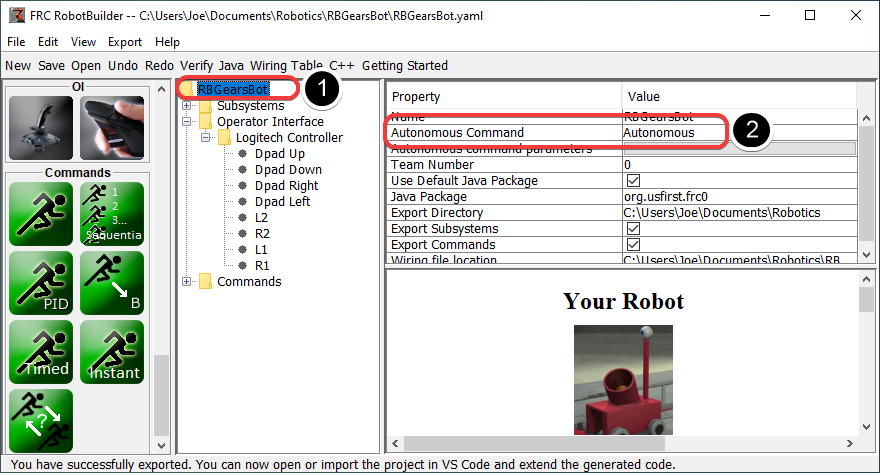 FRC RobotBuilder -- C:\Users\Joe\Documents\Robotics\RBGearsBot\RBGearsBot.yaml
File Edit View Export Help
New Save Open Undo Redo Verify Java Wiring Table C++ Getting Started
OI
Commands
1
2
3...
Sequentia
PID
B
Timed
Instant
?
RBGearsBot
1
Subsystems
Operator Interface
Logitech Controller
Dpad Up
Dpad Down
Dpad Right
Dpad Left
L2
R2
L1
R1
Commands
Property Value
Name RBGearsBot
Autonomous Command Autonomous
2
Autonomous command parameters
Team Number 0
Use Default Java Package
Java Package org.usfirst.frc0
Export Directory C:\Users\Joe\Documents\Robotics
Export Subsystems
Export Commands
Wiring file location C:\Users\Joe\Documents\Robotics\RB
Your Robot
You have successfully exported. You can now open or import the project in VS Code and extend the generated code.